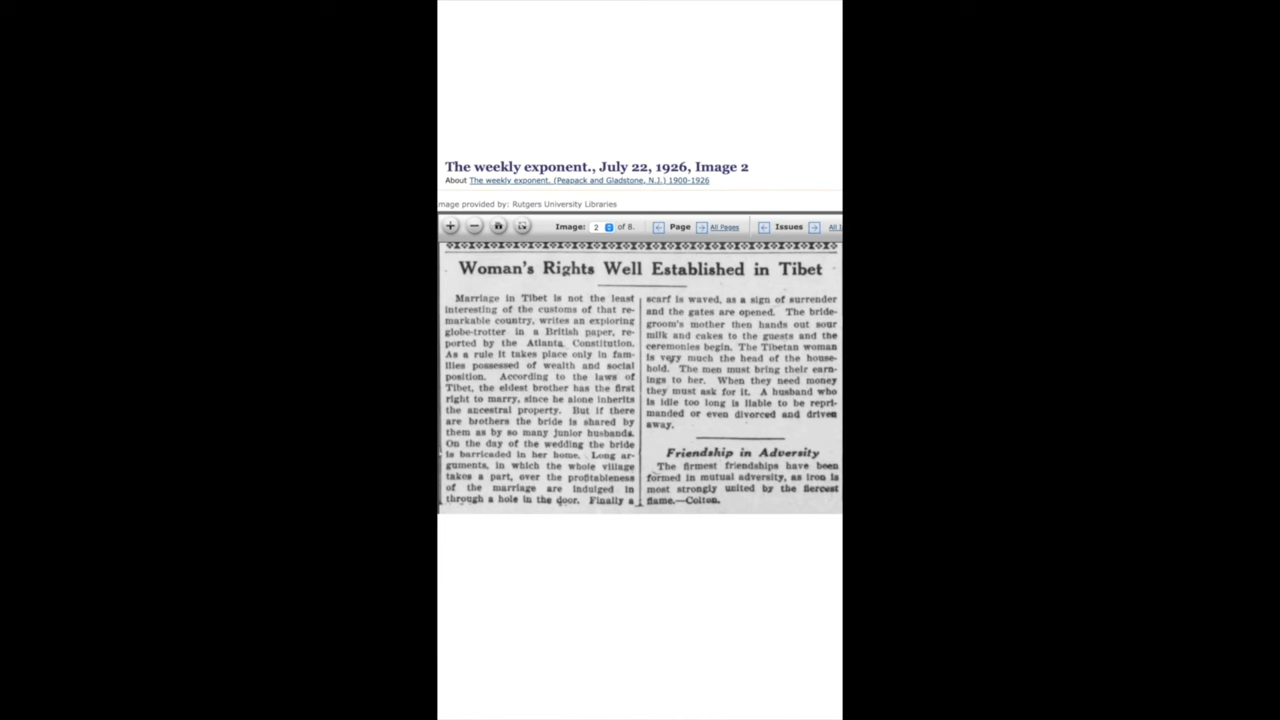 The weekly exponent., July 22, 1926, Image 2
About The weekly exponent. (Peapack and Gladstone, N.J.) 1900-1926
mage provided by: Rutgers University Libraries
Image: 2 of 8. Page All Pages Issues All I
Woman's Rights Well Established in Tibet
Marriage in Tibet is not the least
interesting of the customs of that re-
markable country, writes an exploring
globe-trotter in a British paper, re-
ported by the Atlanta Constitution.
As a rule it takes place only in fam-
ilies possessed of wealth and social
position. According to the laws of
Tibet, the eldest brother has the first
right to marry, since he alone inherits
the ancestral property. But if there
are brothers the bride is shared by
them as by so many junior husbands.
On the day of the wedding the bride
is barricaded in her home. Long ar-
guments, in which the whole village
takes a part, over the profitableness
of the marriage are indulged in
through a hole in the door. Finally a
scarf is waved, as a sign of surrender
and the gates are opened. The bride-
groom's mother then hands out sour
milk and cakes to the guests and the
ceremonies begin. The Tibetan woman
is very much the head of the house-
hold. The men must bring their earn-
ings to her. When they need money
they must ask for it. A husband who
is idle too long is liable to be repri-
manded or even divorced and driven
away.
Friendship in Adversity
The firmest friendships have been
formed in mutual adversity, as iron is
most strongly united by the fiercest
flame.—Colton.